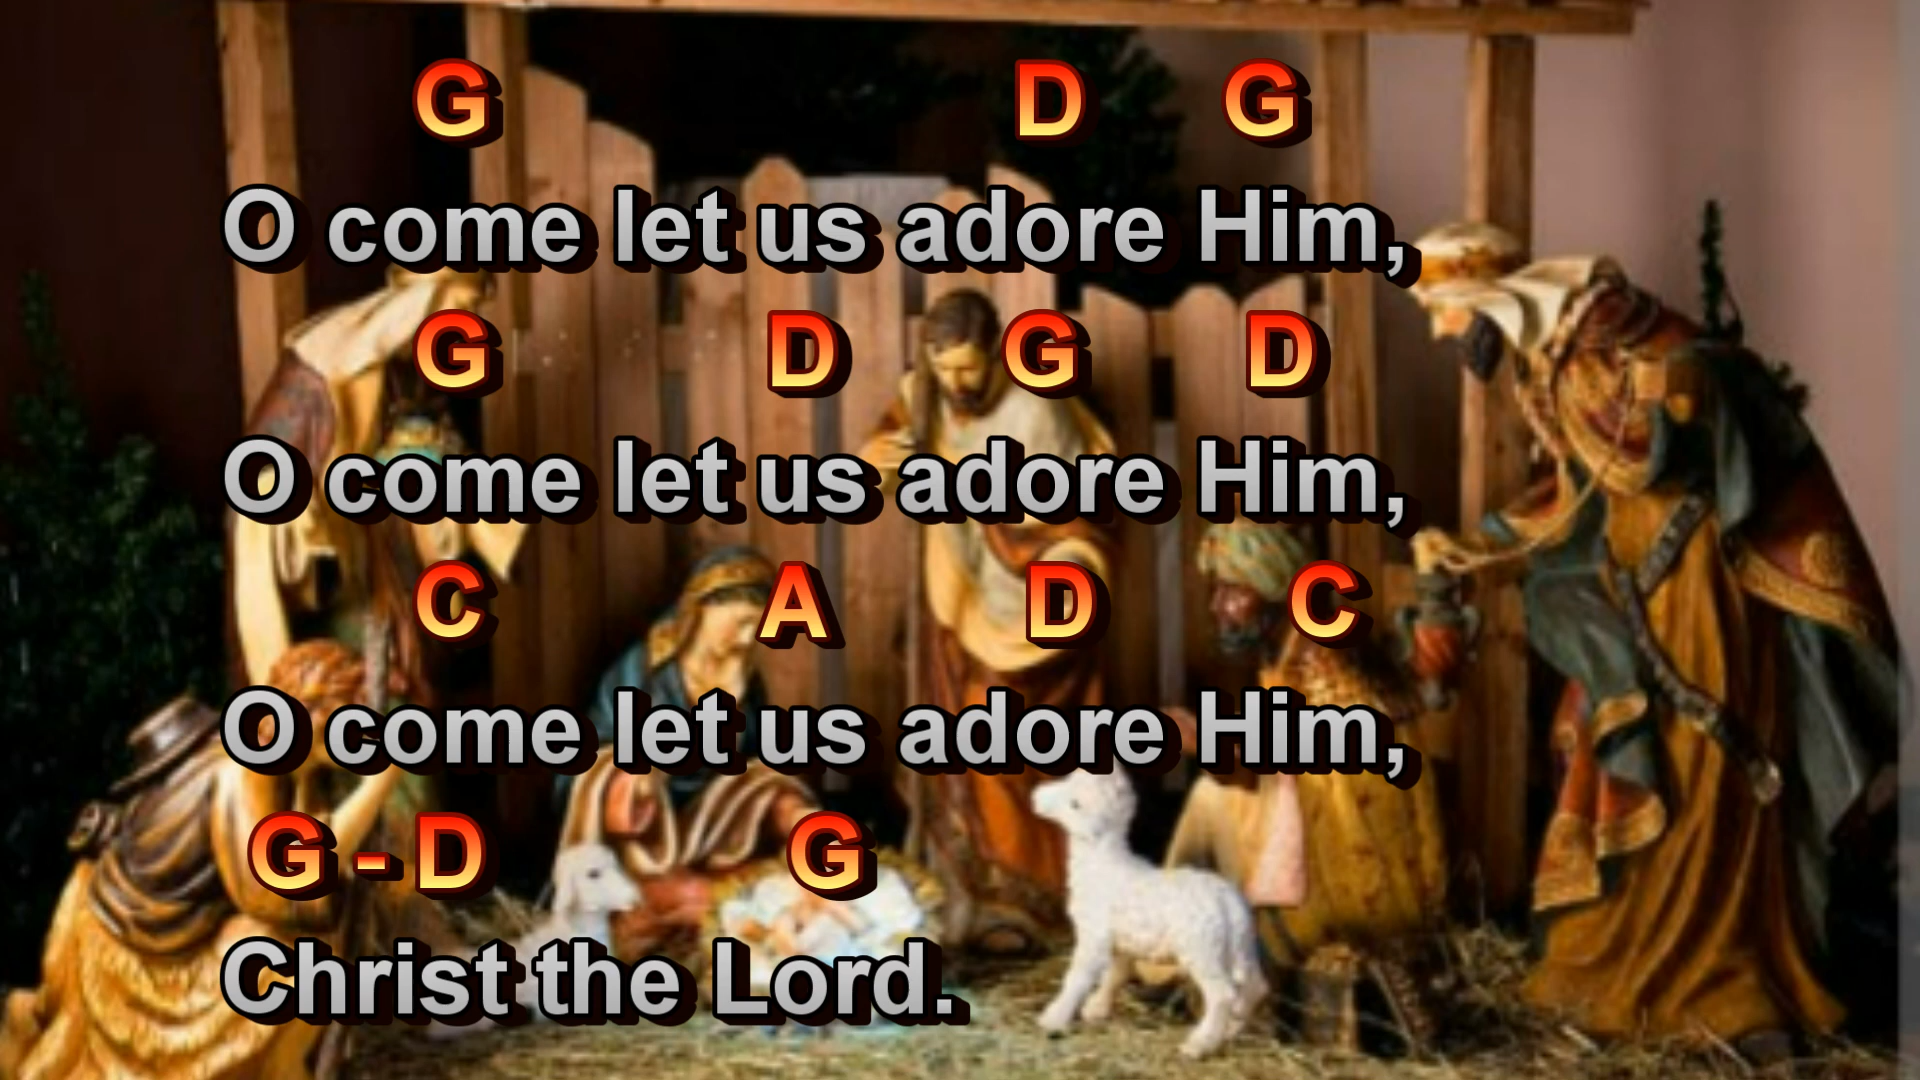 G D G
O come let us adore Him,
G D G D
O come let us adore Him,
C A D C
O come let us adore Him,
G - D G
Christ the Lord.